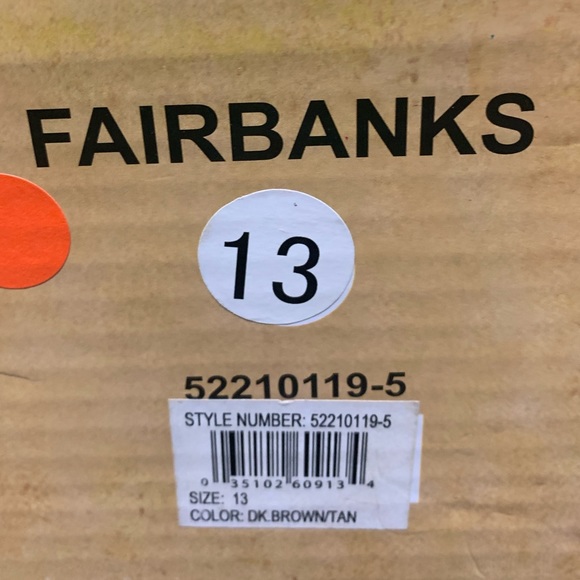 FAIRBANKS
13
52210119-5
STYLE NUMBER: 52210119-5
0 35102 60913 4
SIZE: 13
COLOR: DK.BROWN/TAN